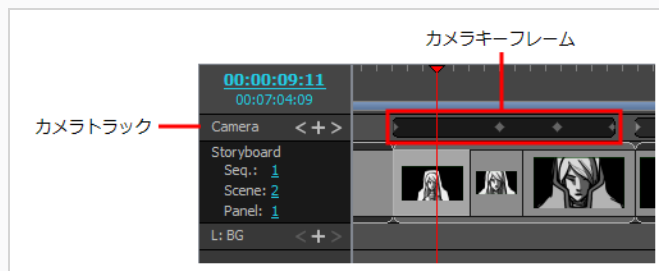 カメラキーフレーム
00:00:09:11
00:07:04:09
カメラトラック
Camera < + >
Storyboard
Seq.: 1
Scene: 2
Panel: 1
L: BG < + >